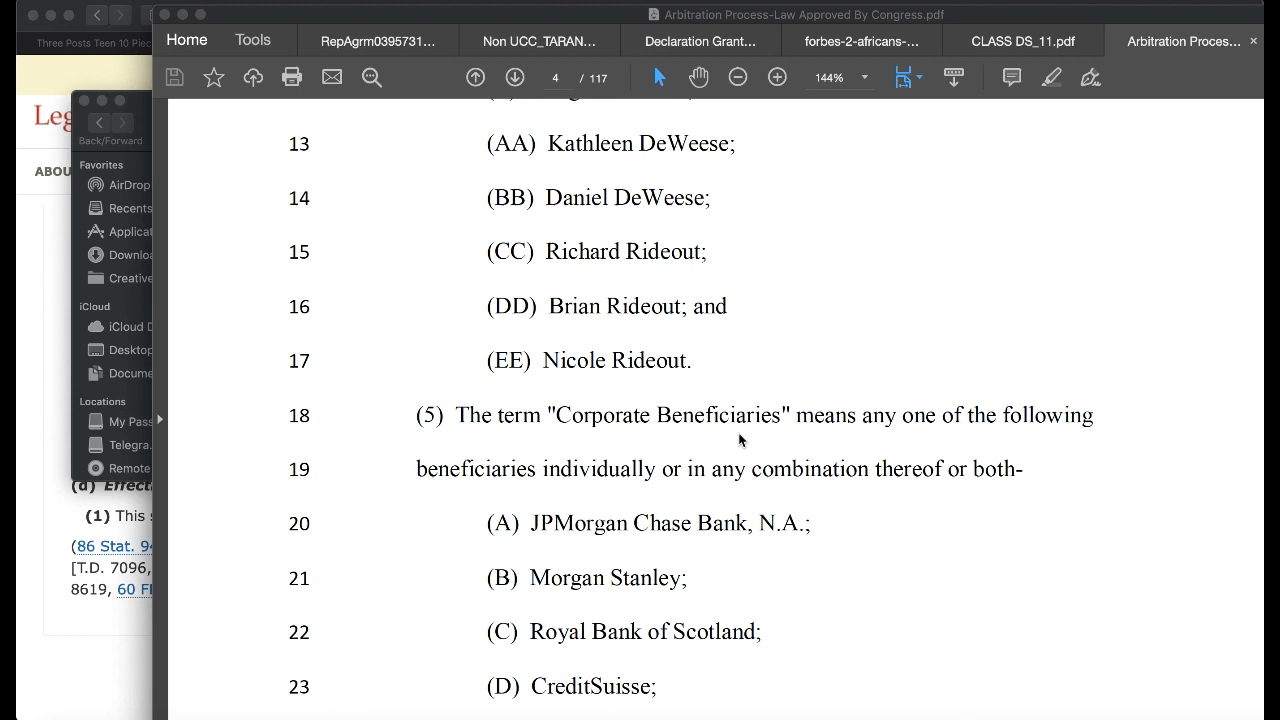 Arbitration Process-Law Approved By Congress.pdf
Three Posts Teen 10 Piec
Home
Tools
RepAgrm0395731...
Non UCC_TARAN...
Declaration Grant...
forbes-2-africans-...
CLASS DS_11.pdf
Arbitration Proces...
4 / 117
144%
Leg
ABOU
Back/Forward
Favorites
AirDrop
Recents
Applicat
Downloa
Creative
iCloud
iCloud D
Desktop
Docume
Locations
My Pass
Telegra...
Remote
(d) Effect
(1) This s
(86 Stat. 94
[T.D. 7096,
8619, 60 F
13 (AA) Kathleen DeWeese;
14 (BB) Daniel DeWeese;
15 (CC) Richard Rideout;
16 (DD) Brian Rideout; and
17 (EE) Nicole Rideout.
18 (5) The term "Corporate Beneficiaries" means any one of the following
19 beneficiaries individually or in any combination thereof or both-
20 (A) JPMorgan Chase Bank, N.A.;
21 (B) Morgan Stanley;
22 (C) Royal Bank of Scotland;
23 (D) CreditSuisse;